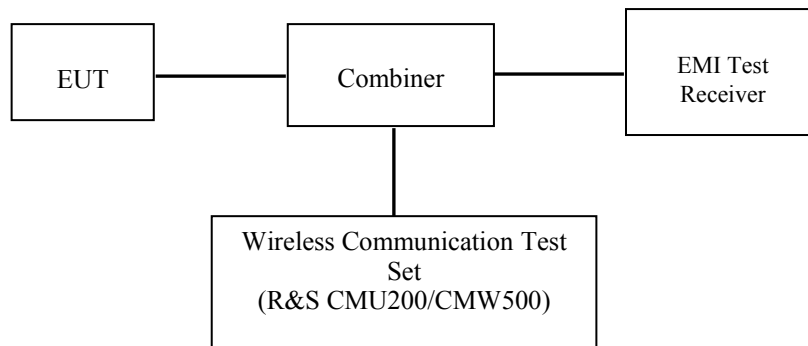 EUT
Combiner
EMI Test
Receiver
Wireless Communication Test
Set
(R&S CMU200/CMW500)